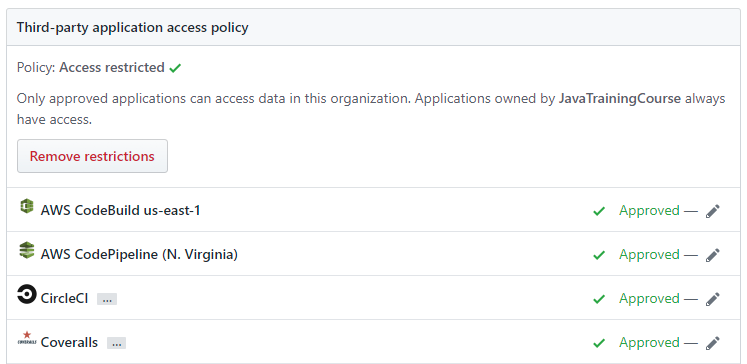 Third-party application access policy
Policy: Access restricted
Only approved applications can access data in this organization. Applications owned by JavaTrainingCourse always
have access.
Remove restrictions
AWS CodeBuild us-east-1 Approved —
AWS CodePipeline (N. Virginia) Approved —
CircleCI ... Approved —
COVERALLS Coveralls ... Approved —